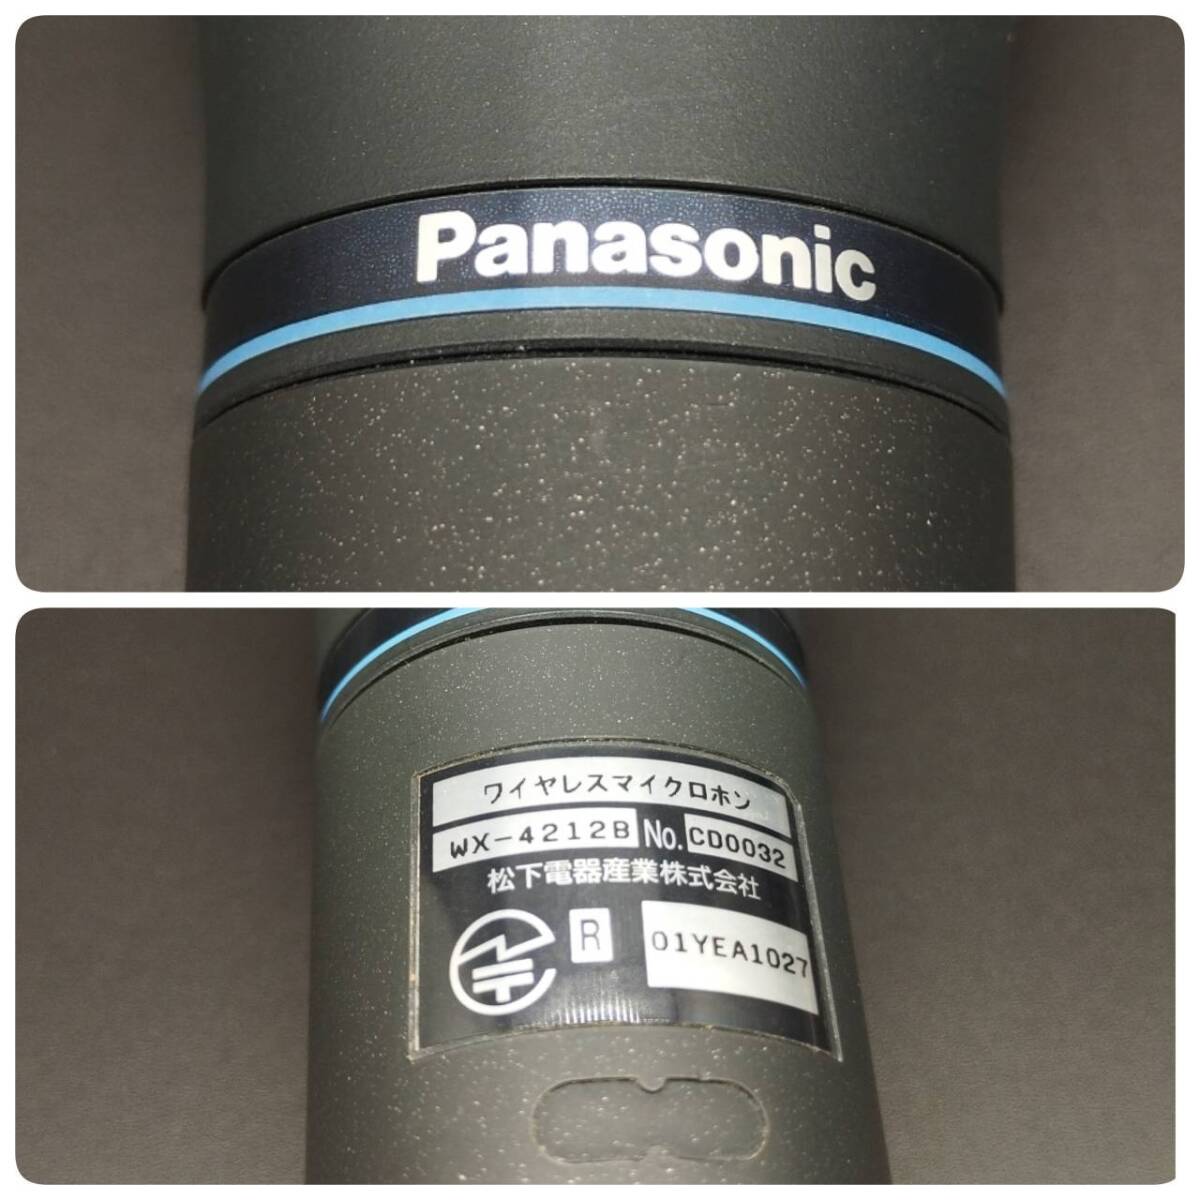 Panasonic
ワイヤレスマイクロホン
WX-4212B No. CD0032
松下電器産業株式会社
R 01YEA1027